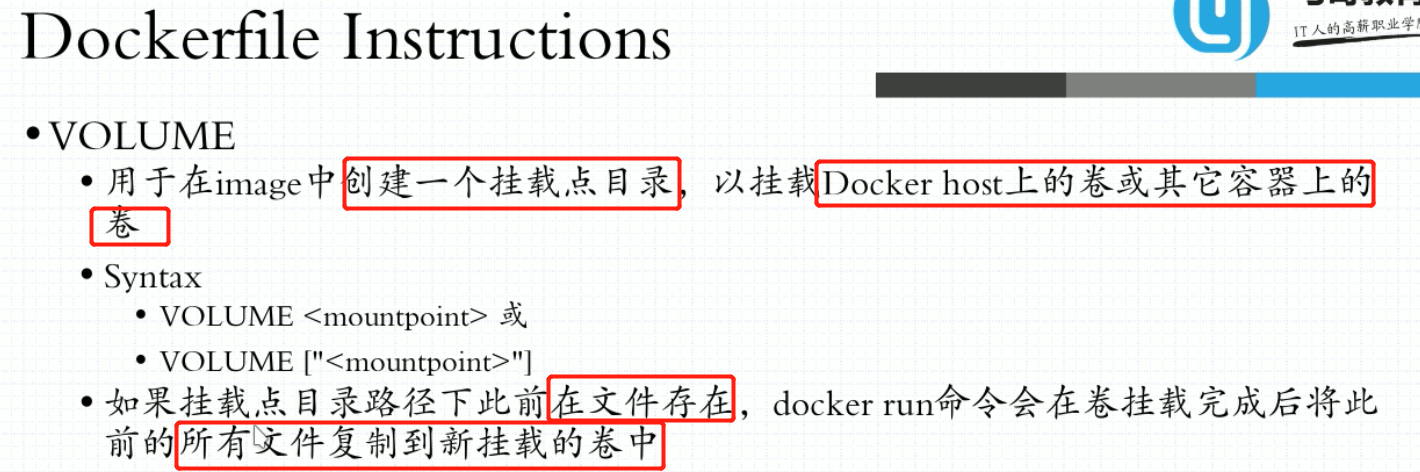 Dockerfile Instructions
IT人的高薪职业学
•VOLUME
• 用于在image中创建一个挂载点目录，以挂载Docker host上的卷或其它容器上的
卷
• Syntax
• VOLUME <mountpoint> 或
• VOLUME ["<mountpoint>"]
• 如果挂载点目录路径下此前在文件存在，docker run命令会在卷挂载完成后将此
前的所有文件复制到新挂载的卷中